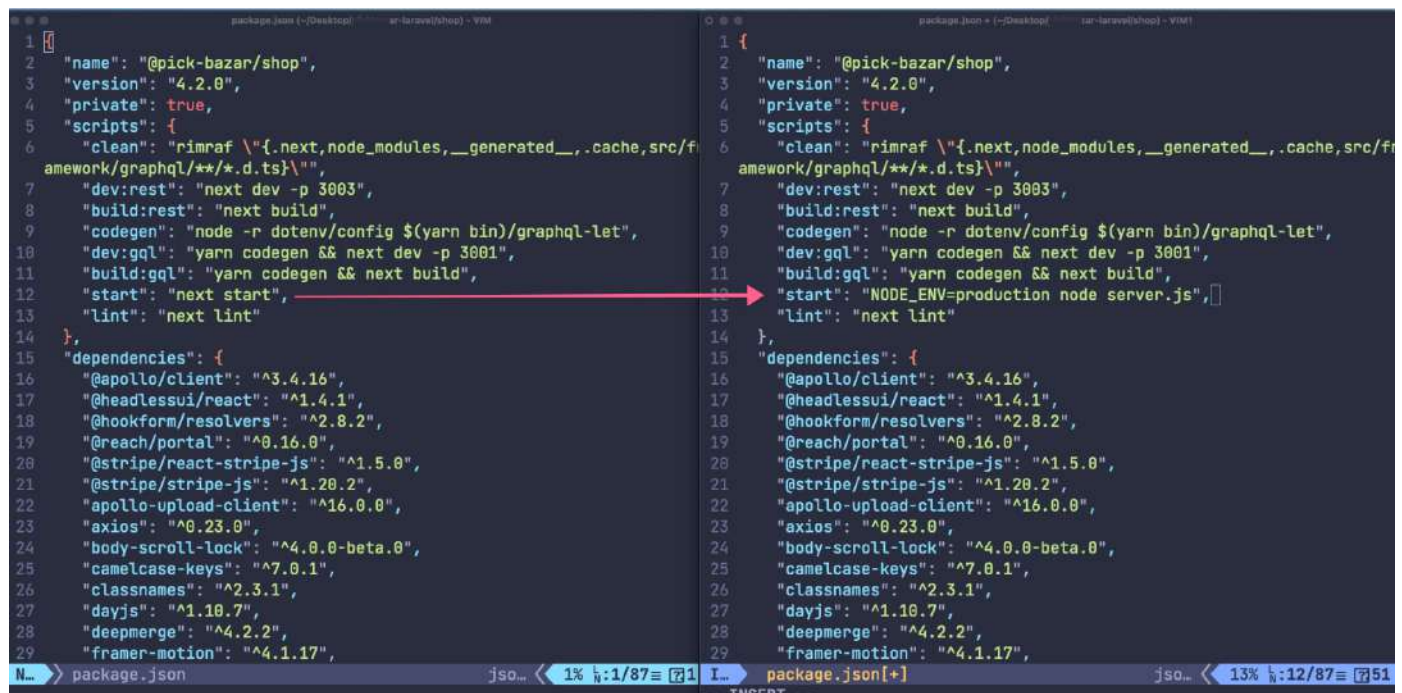 package.json (~/Desktop/ ar-laravel/shop) - VIM
1 {
2 "name": "@pick-bazar/shop",
3 "version": "4.2.0",
4 "private": true,
5 "scripts": {
6 "clean": "rimraf \"{.next,node_modules,__generated__,.cache,src/fr
amework/graphql/**/*.d.ts}\"",
7 "dev:rest": "next dev -p 3003",
8 "build:rest": "next build",
9 "codegen": "node -r dotenv/config $(yarn bin)/graphql-let",
10 "dev:gql": "yarn codegen && next dev -p 3001",
11 "build:gql": "yarn codegen && next build",
12 "start": "next start",
13 "lint": "next lint"
14 },
15 "dependencies": {
16 "@apollo/client": "^3.4.16",
17 "@headlessui/react": "^1.4.1",
18 "@hookform/resolvers": "^2.8.2",
19 "@reach/portal": "^0.16.0",
20 "@stripe/react-stripe-js": "^1.5.0",
21 "@stripe/stripe-js": "^1.20.2",
22 "apollo-upload-client": "^16.0.0",
23 "axios": "^0.23.0",
24 "body-scroll-lock": "^4.0.0-beta.0",
25 "camelcase-keys": "^7.0.1",
26 "classnames": "^2.3.1",
27 "dayjs": "^1.10.7",
28 "deepmerge": "^4.2.2",
29 "framer-motion": "^4.1.17",
N… package.json jso… 1% :1/87≡ 1
package.json + (~/Desktop/ zar-laravel/shop) - VIM1
1 {
2 "name": "@pick-bazar/shop",
3 "version": "4.2.0",
4 "private": true,
5 "scripts": {
6 "clean": "rimraf \"{.next,node_modules,__generated__,.cache,src/fr
amework/graphql/**/*.d.ts}\"",
7 "dev:rest": "next dev -p 3003",
8 "build:rest": "next build",
9 "codegen": "node -r dotenv/config $(yarn bin)/graphql-let",
10 "dev:gql": "yarn codegen && next dev -p 3001",
11 "build:gql": "yarn codegen && next build",
12 "start": "NODE_ENV=production node server.js",
13 "lint": "next lint"
14 },
15 "dependencies": {
16 "@apollo/client": "^3.4.16",
17 "@headlessui/react": "^1.4.1",
18 "@hookform/resolvers": "^2.8.2",
19 "@reach/portal": "^0.16.0",
20 "@stripe/react-stripe-js": "^1.5.0",
21 "@stripe/stripe-js": "^1.20.2",
22 "apollo-upload-client": "^16.0.0",
23 "axios": "^0.23.0",
24 "body-scroll-lock": "^4.0.0-beta.0",
25 "camelcase-keys": "^7.0.1",
26 "classnames": "^2.3.1",
27 "dayjs": "^1.10.7",
28 "deepmerge": "^4.2.2",
29 "framer-motion": "^4.1.17",
I… package.json[+] jso… 13% :12/87≡ 51
INSERT